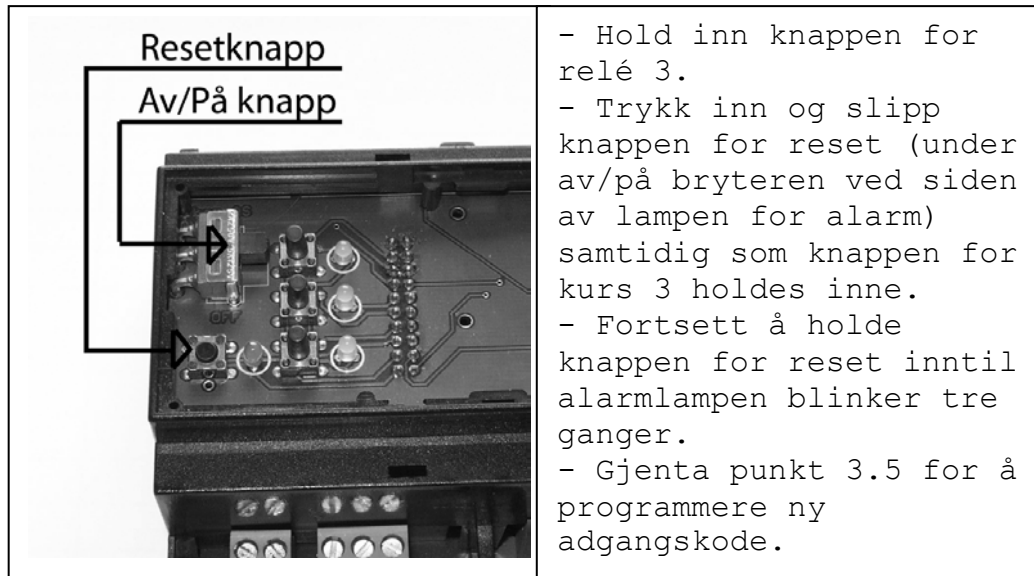 Resetknapp
Av/På knapp
- Hold inn knappen for
relé 3.
- Trykk inn og slipp
knappen for reset (under
av/på bryteren ved siden
av lampen for alarm)
samtidig som knappen for
kurs 3 holdes inne.
- Fortsett å holde
knappen for reset inntil
alarmlampen blinker tre
ganger.
- Gjenta punkt 3.5 for å
programmere ny
adgangskode.
OFF